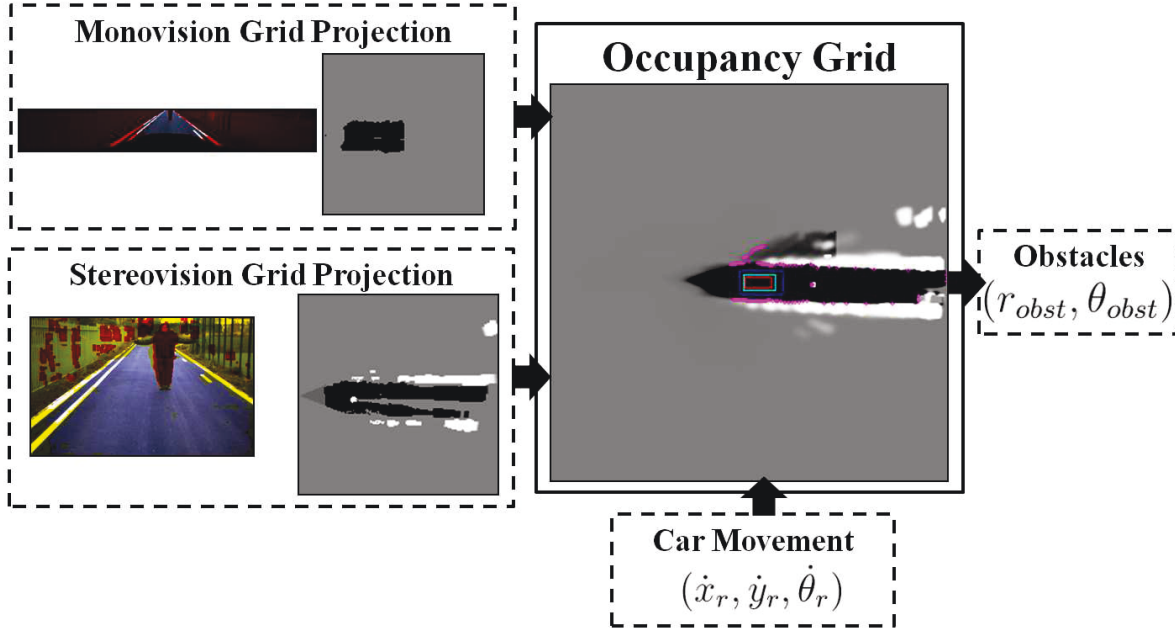 Monovision Grid Projection
Occupancy Grid
Stereovision Grid Projection
Obstacles
(r_{obst}, θ_{obst})
Car Movement
(ẋ_r, ẏ_r, θ̇_r)